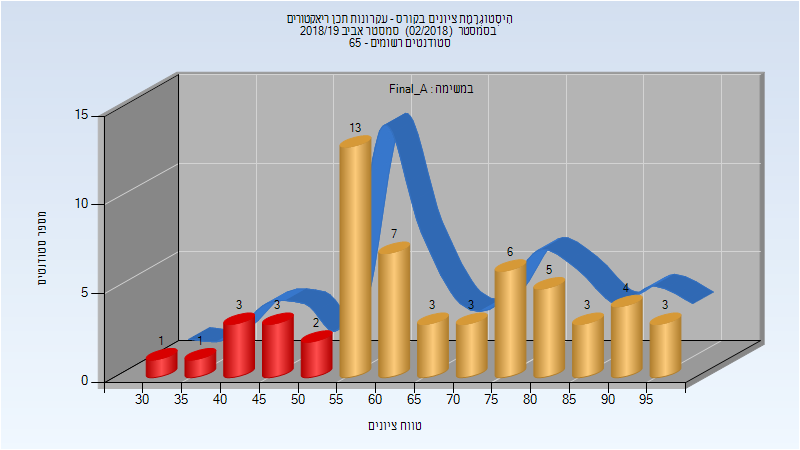 היסטוגרמת ציונים בקורס - עקרונות תכן ריאקטורים
בסמסטר (02/2018) סמסטר אביב 2018/19
סטודנטים רשומים - 65
במשימה : Final_A
מספר סטודנטים
15
10
5
0
1
1
3
3
2
13
7
3
3
6
5
3
4
3
30 35 40 45 50 55 60 65 70 75 80 85 90 95
טווח ציונים